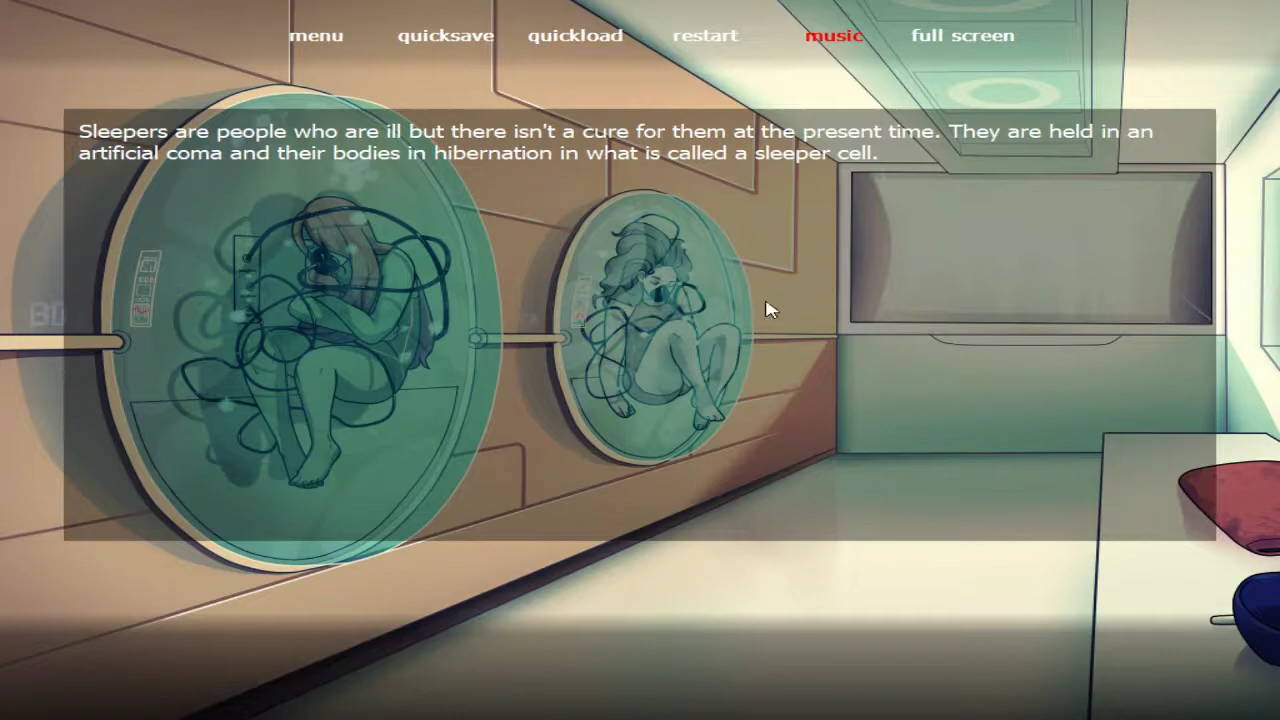 menu quicksave quickload restart music full screen
Sleepers are people who are ill but there isn't a cure for them at the present time. They are held in an
artificial coma and their bodies in hibernation in what is called a sleeper cell.